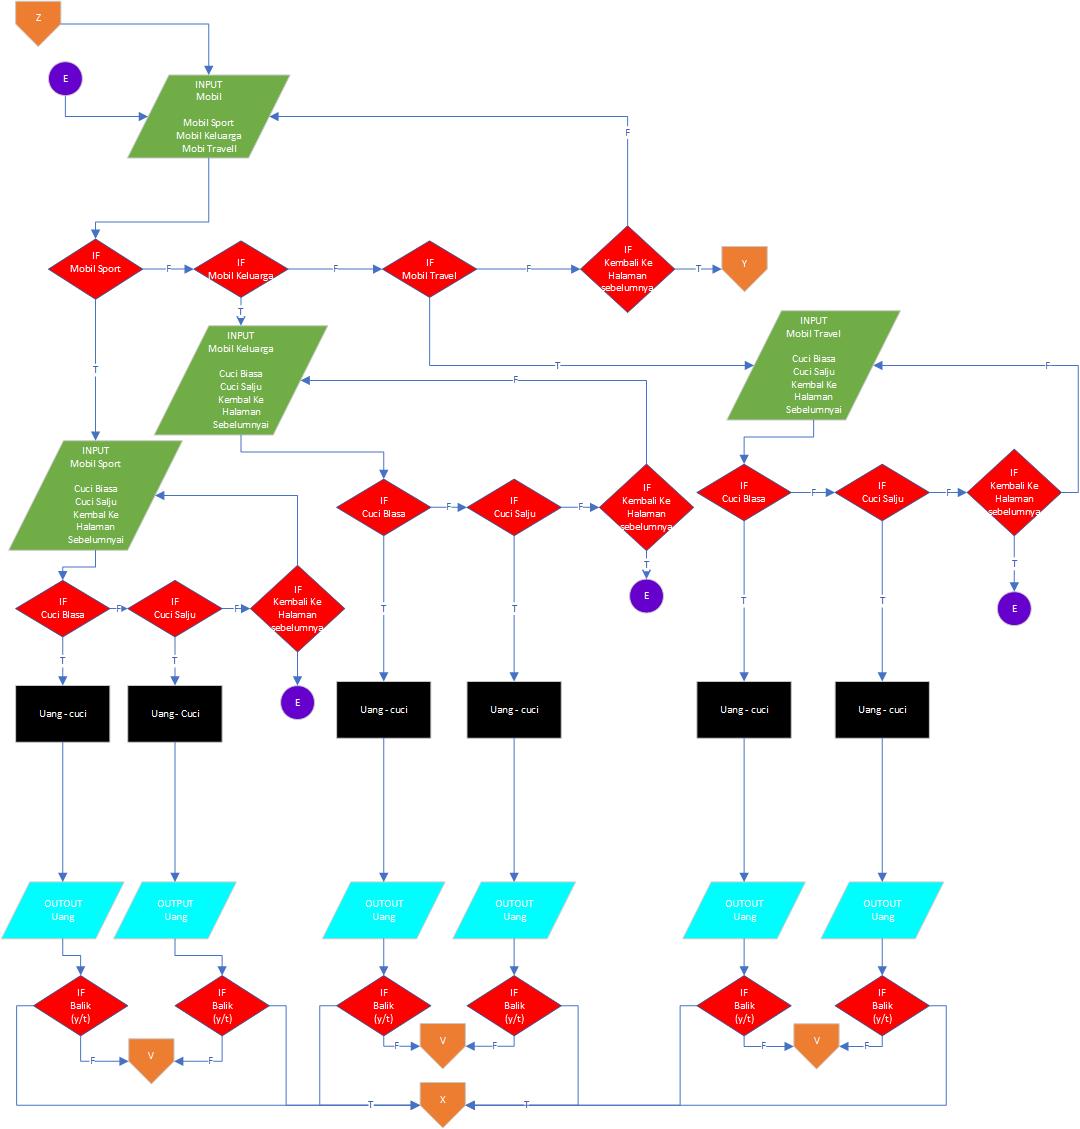 Z
E
INPUT
Mobil
Mobil Sport
Mobil Keluarga
Mobi Travell
F
IF
Mobil Sport
F
IF
Mobil Keluarga
F
IF
Mobil Travel
F
IF
Kembali Ke
Halaman
sebelumnya
T
Y
T
T
T
INPUT
Mobil Keluarga
Cuci Biasa
Cuci Salju
Kembal Ke
Halaman
Sebelumnyai
F
INPUT
Mobil Travel
Cuci Biasa
Cuci Salju
Kembal Ke
Halaman
Sebelumnyai
F
INPUT
Mobil Sport
Cuci Biasa
Cuci Salju
Kembal Ke
Halaman
Sebelumnyai
IF
Cuci BIasa
F
IF
Cuci Salju
F
IF
Kembali Ke
Halaman
sebelumnya
T
E
IF
Cuci Biasa
F
IF
Cuci Salju
F
IF
Kembali Ke
Halaman
sebelumnya
T
E
IF
Cuci BIasa
F
IF
Cuci Salju
F
IF
Kembali Ke
Halaman
sebelumnya
E
T
T
T
T
T
T
Uang - cuci
Uang - Cuci
Uang - cuci
Uang - cuci
Uang - cuci
Uang - cuci
OUTOUT
Uang
OUTPUT
Uang
OUTOUT
Uang
OUTOUT
Uang
OUTOUT
Uang
OUTOUT
Uang
IF
Balik
(y/t)
IF
Balik
(y/t)
IF
Balik
(y/t)
IF
Balik
(y/t)
IF
Balik
(y/t)
IF
Balik
(y/t)
F
V
F
F
V
F
F
V
F
T
X
T